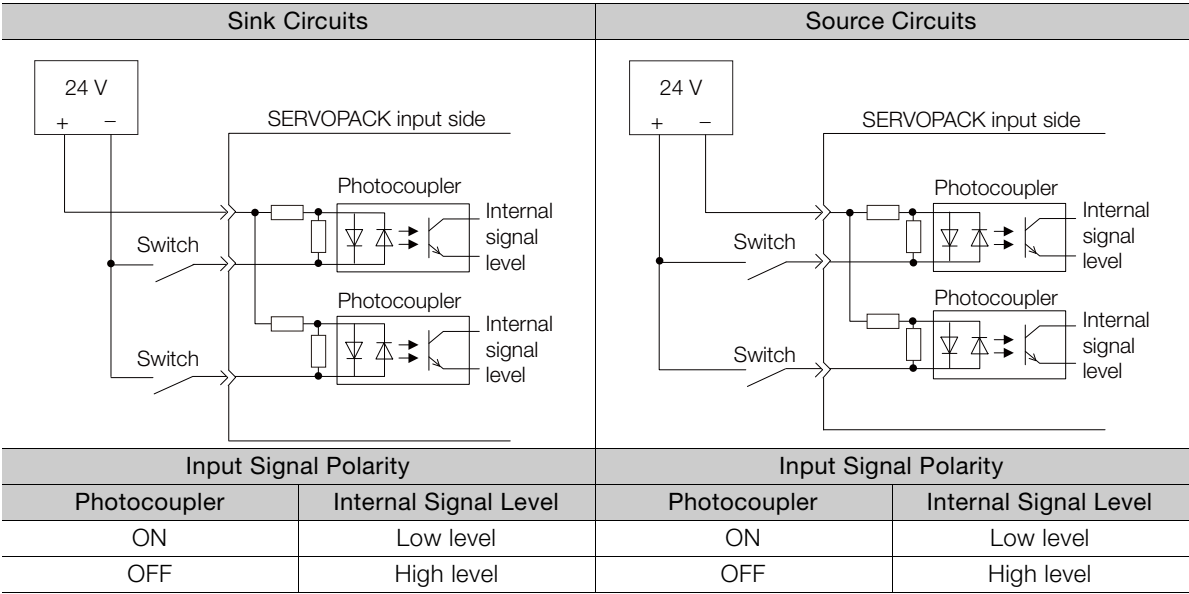 Sink Circuits
24 V
+ −
SERVOPACK input side
Photocoupler
Internal
signal
level
Switch
Photocoupler
Internal
signal
level
Switch
Source Circuits
24 V
+ −
SERVOPACK input side
Photocoupler
Internal
signal
level
Switch
Photocoupler
Internal
signal
level
Switch
Input Signal Polarity Input Signal Polarity
Photocoupler Internal Signal Level Photocoupler Internal Signal Level
ON Low level ON Low level
OFF High level OFF High level